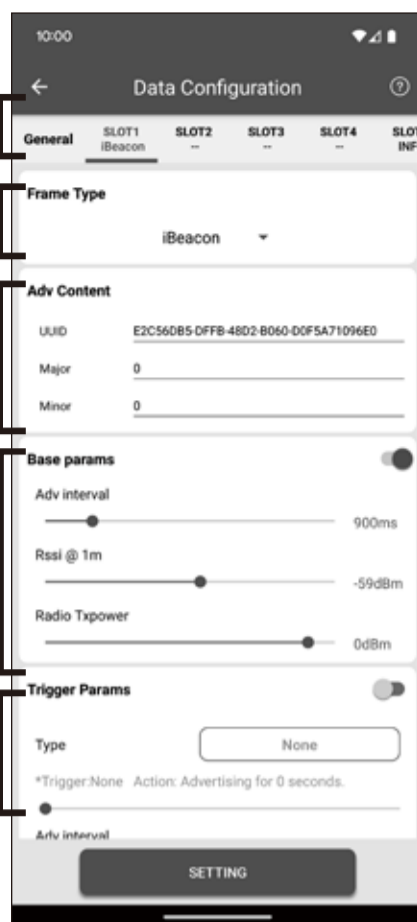 10:00
Data Configuration
General SLOT1 SLOT2 SLOT3 SLOT4 SLOT
iBeacon -- -- -- INF
Frame Type
iBeacon
Adv Content
UUID E2C56DB5-DFFB-48D2-B060-D0F5A71096E0
Major 0
Minor 0
Base params
Adv interval
900ms
Rssi @ 1m
-59dBm
Radio Txpower
0dBm
Trigger Params
Type None
*Trigger:None Action: Advertising for 0 seconds.
Adv interval
SETTING